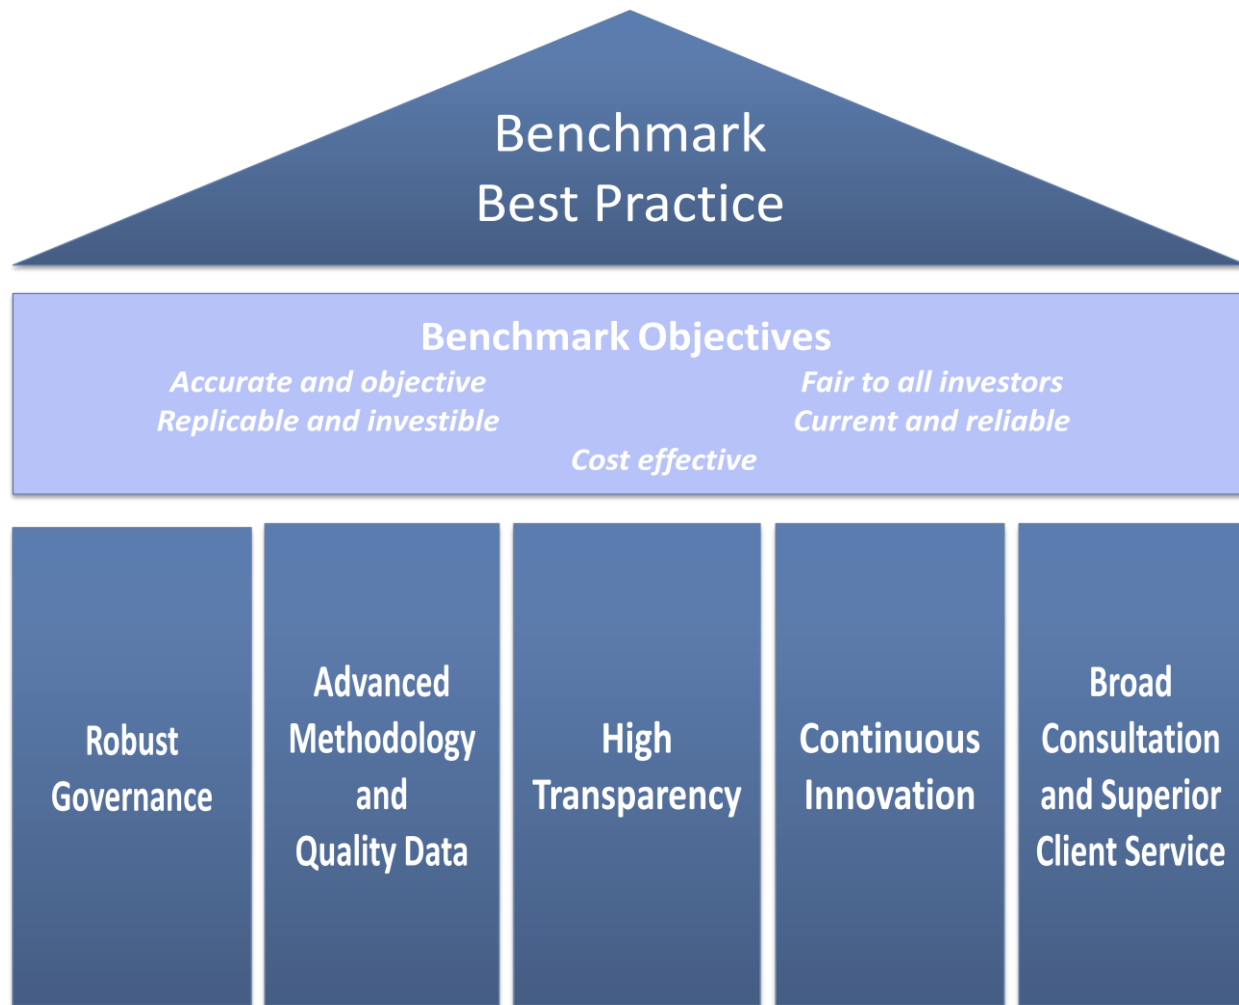 Benchmark
Best Practice
Benchmark Objectives
Accurate and objective
Fair to all investors
Replicable and investible
Current and reliable
Cost effective
Robust
Governance
Advanced
Methodology
and
Quality Data
High
Transparency
Continuous
Innovation
Broad
Consultation
and Superior
Client Service